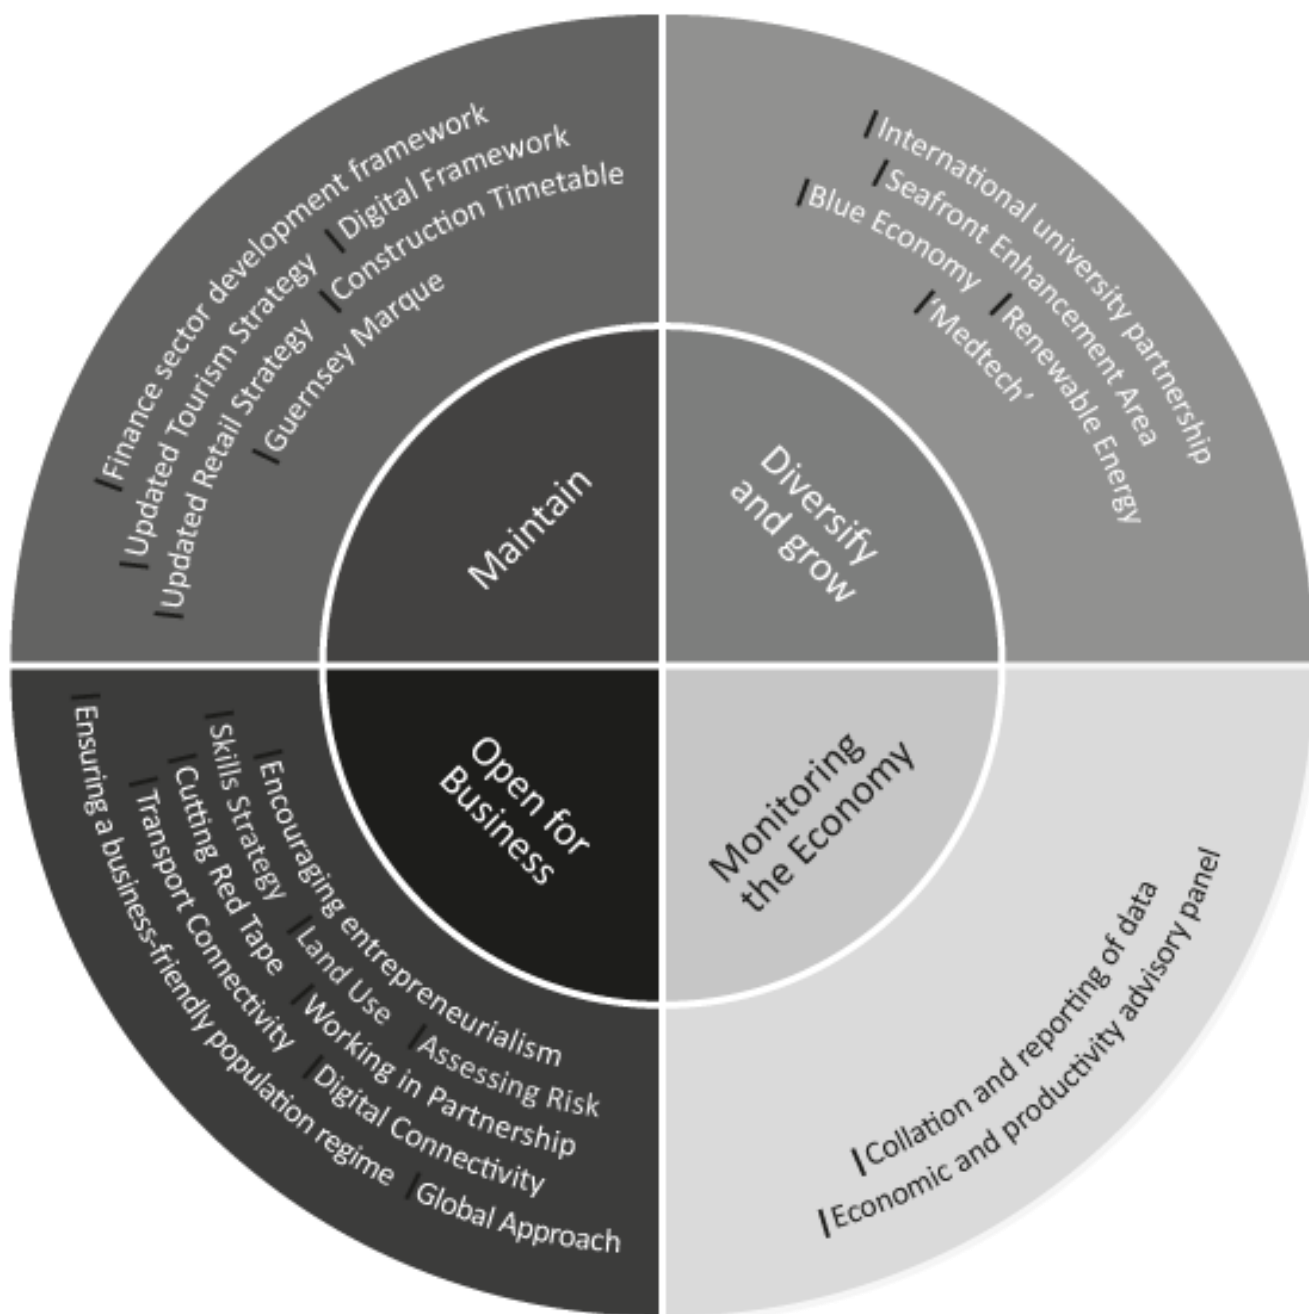 Finance sector development framework
Updated Tourism Strategy
Digital Framework
Updated Retail Strategy
Construction Timetable
Guernsey Marque
Maintain
International university partnership
Seafront Enhancement Area
Blue Economy
Renewable Energy
‘Medtech’
Diversify
and grow
Open for
Business
Encouraging entrepreneurialism
Skills Strategy
Land Use
Assessing Risk
Cutting Red Tape
Working in Partnership
Transport Connectivity
Digital Connectivity
Ensuring a business-friendly population regime
Global Approach
Monitoring
the Economy
Collation and reporting of data
Economic and productivity advisory panel